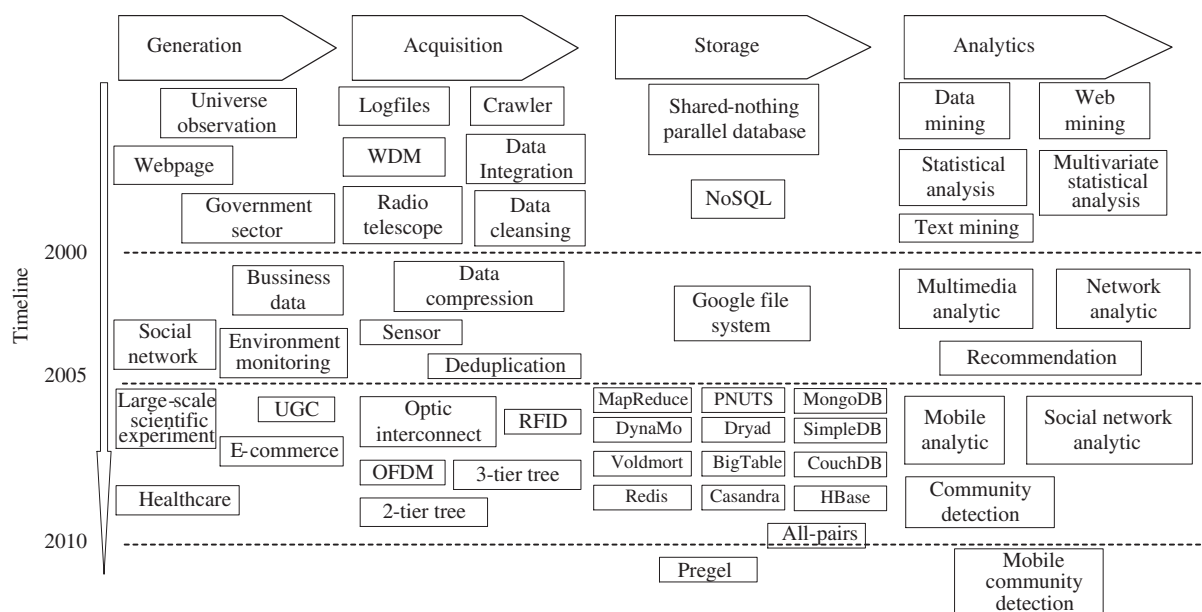 Generation
Acquisition
Storage
Analytics
Timeline
Universe
observation
Webpage
Government
sector
Logfiles
Crawler
WDM
Data
Integration
Radio
telescope
Data
cleansing
Shared-nothing
parallel database
NoSQL
Data
mining
Web
mining
Statistical
analysis
Multivariate
statistical
analysis
Text mining
2000
Bussiness
data
Social
network
Environment
monitoring
Data
compression
Sensor
Deduplication
Google file
system
Multimedia
analytic
Network
analytic
Recommendation
2005
Large-scale
scientific
experiment
UGC
E-commerce
Healthcare
Optic
interconnect
RFID
OFDM
3-tier tree
2-tier tree
MapReduce
PNUTS
MongoDB
DynaMo
Dryad
SimpleDB
Voldmort
BigTable
CouchDB
Redis
Casandra
HBase
All-pairs
Mobile
analytic
Social network
analytic
Community
detection
2010
Pregel
Mobile
community
detection